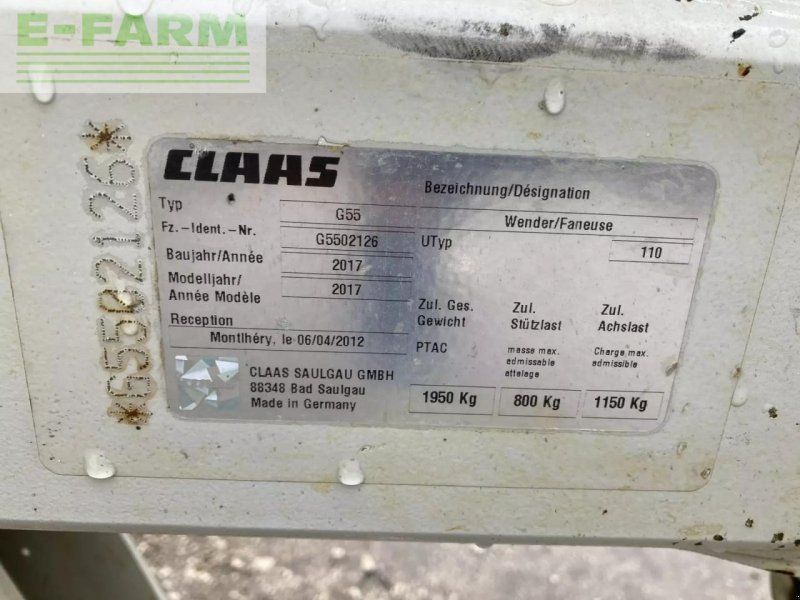 E-FARM
*G5502126*
CLAAS
Bezeichnung/Désignation
Typ G55 Wender/Faneuse
Fz.-Ident.-Nr. G5502126 UTyp 110
Baujahr/Année 2017
Modelljahr/
Année Modèle 2017
Zul. Ges. Zul. Zul.
Gewicht Stützlast Achslast
Reception
Montlhéry, le 06/04/2012
PTAC masse max. Charge max.
admissable admissible
attelage
CLAAS SAULGAU GMBH
88348 Bad Saulgau
Made in Germany
1950 Kg 800 Kg 1150 Kg